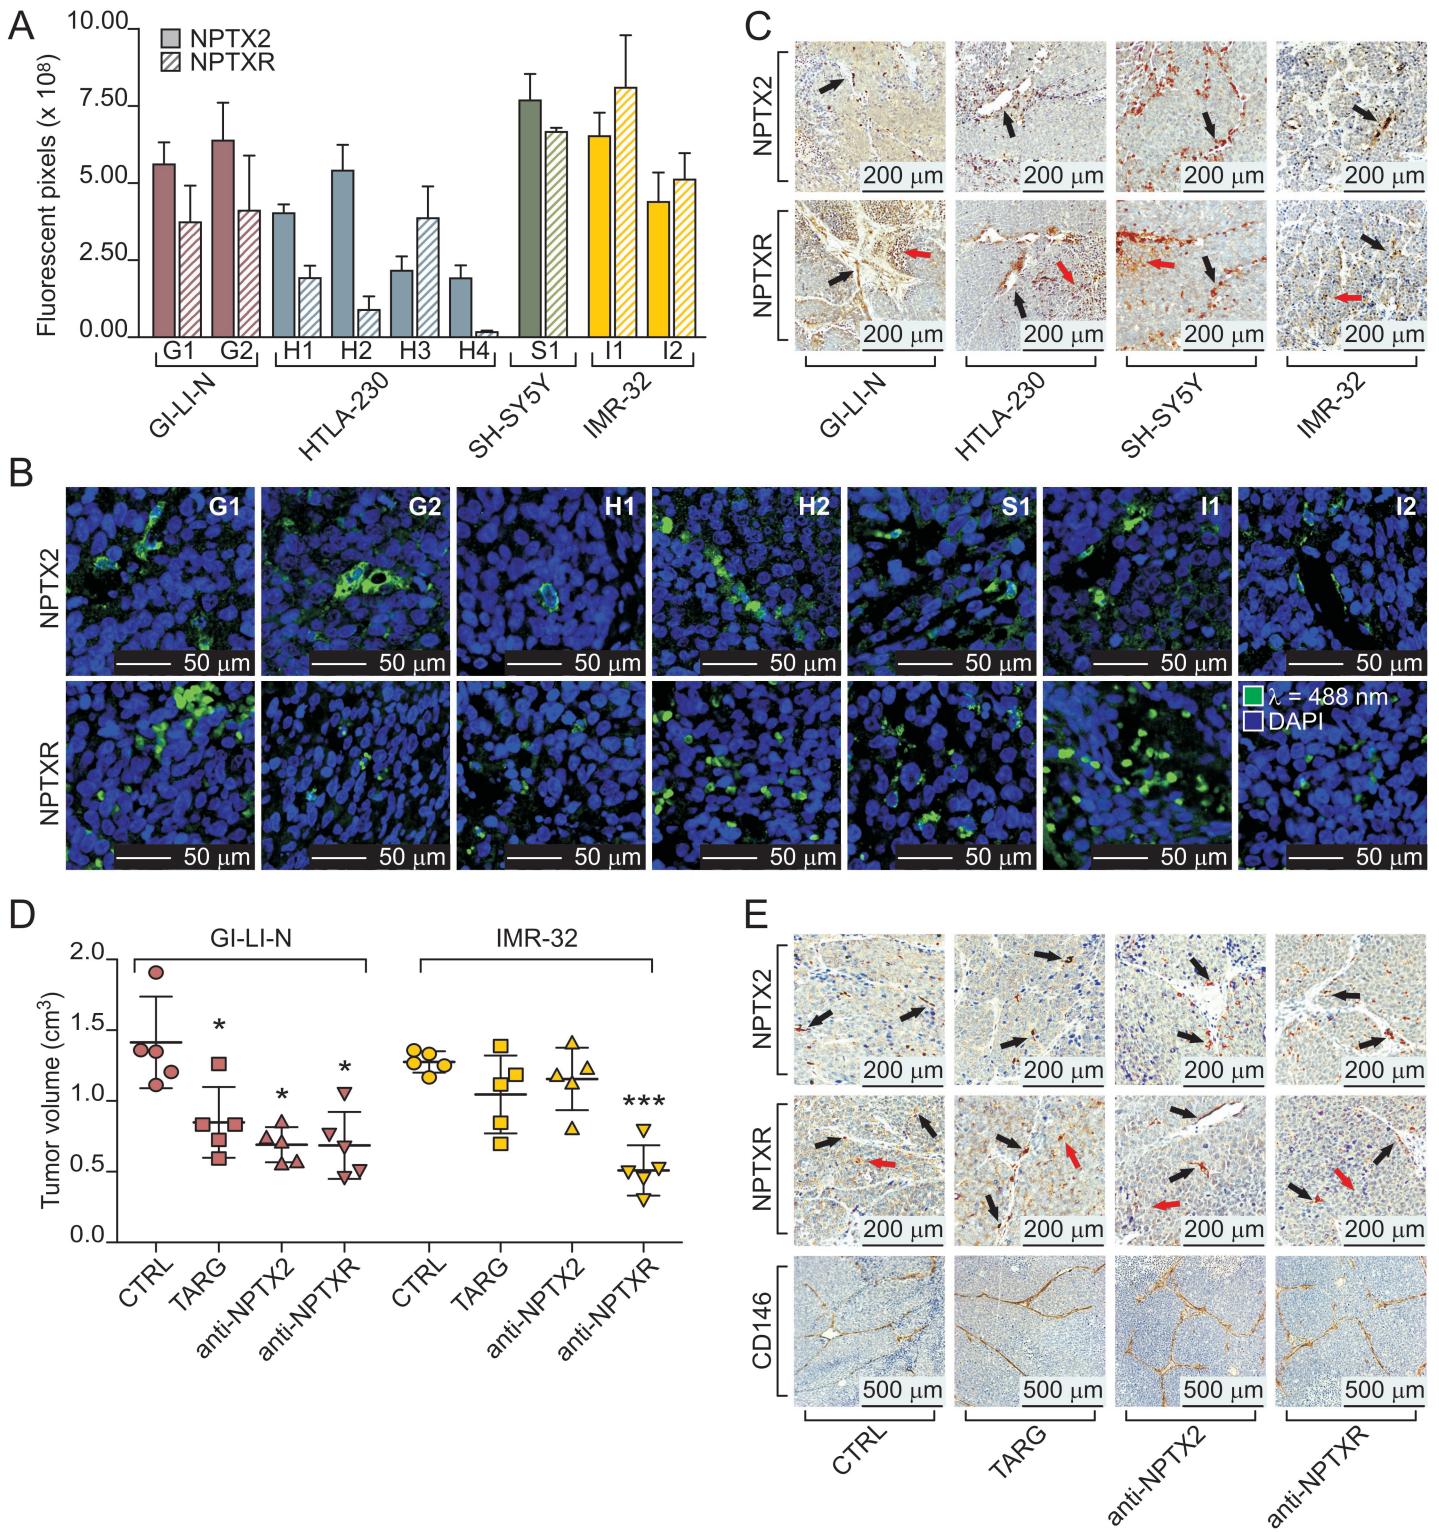 A
10.00
7.50
5.00
2.50
0.00
Fluorescent pixels (x 10⁸)
NPTX2
NPTXR
G1 G2 H1 H2 H3 H4 S1 I1 I2
GI-LI-N HTLA-230 SH-SY5Y IMR-32
C
NPTX2
200 µm 200 µm 200 µm 200 µm
NPTXR
200 µm 200 µm 200 µm 200 µm
GI-LI-N HTLA-230 SH-SY5Y IMR-32
B
G1 G2 H1 H2 S1 I1 I2
NPTX2
50 µm 50 µm 50 µm 50 µm 50 µm 50 µm 50 µm
NPTXR
λ = 488 nm
DAPI
50 µm 50 µm 50 µm 50 µm 50 µm 50 µm 50 µm
D
GI-LI-N IMR-32
2.0
1.5
1.0
0.5
0.0
Tumor volume (cm³)
* * * ***
CTRL TARG anti-NPTX2 anti-NPTXR CTRL TARG anti-NPTX2 anti-NPTXR
E
NPTX2
200 µm 200 µm 200 µm 200 µm
NPTXR
200 µm 200 µm 200 µm 200 µm
CD146
500 µm 500 µm 500 µm 500 µm
CTRL TARG anti-NPTX2 anti-NPTXR